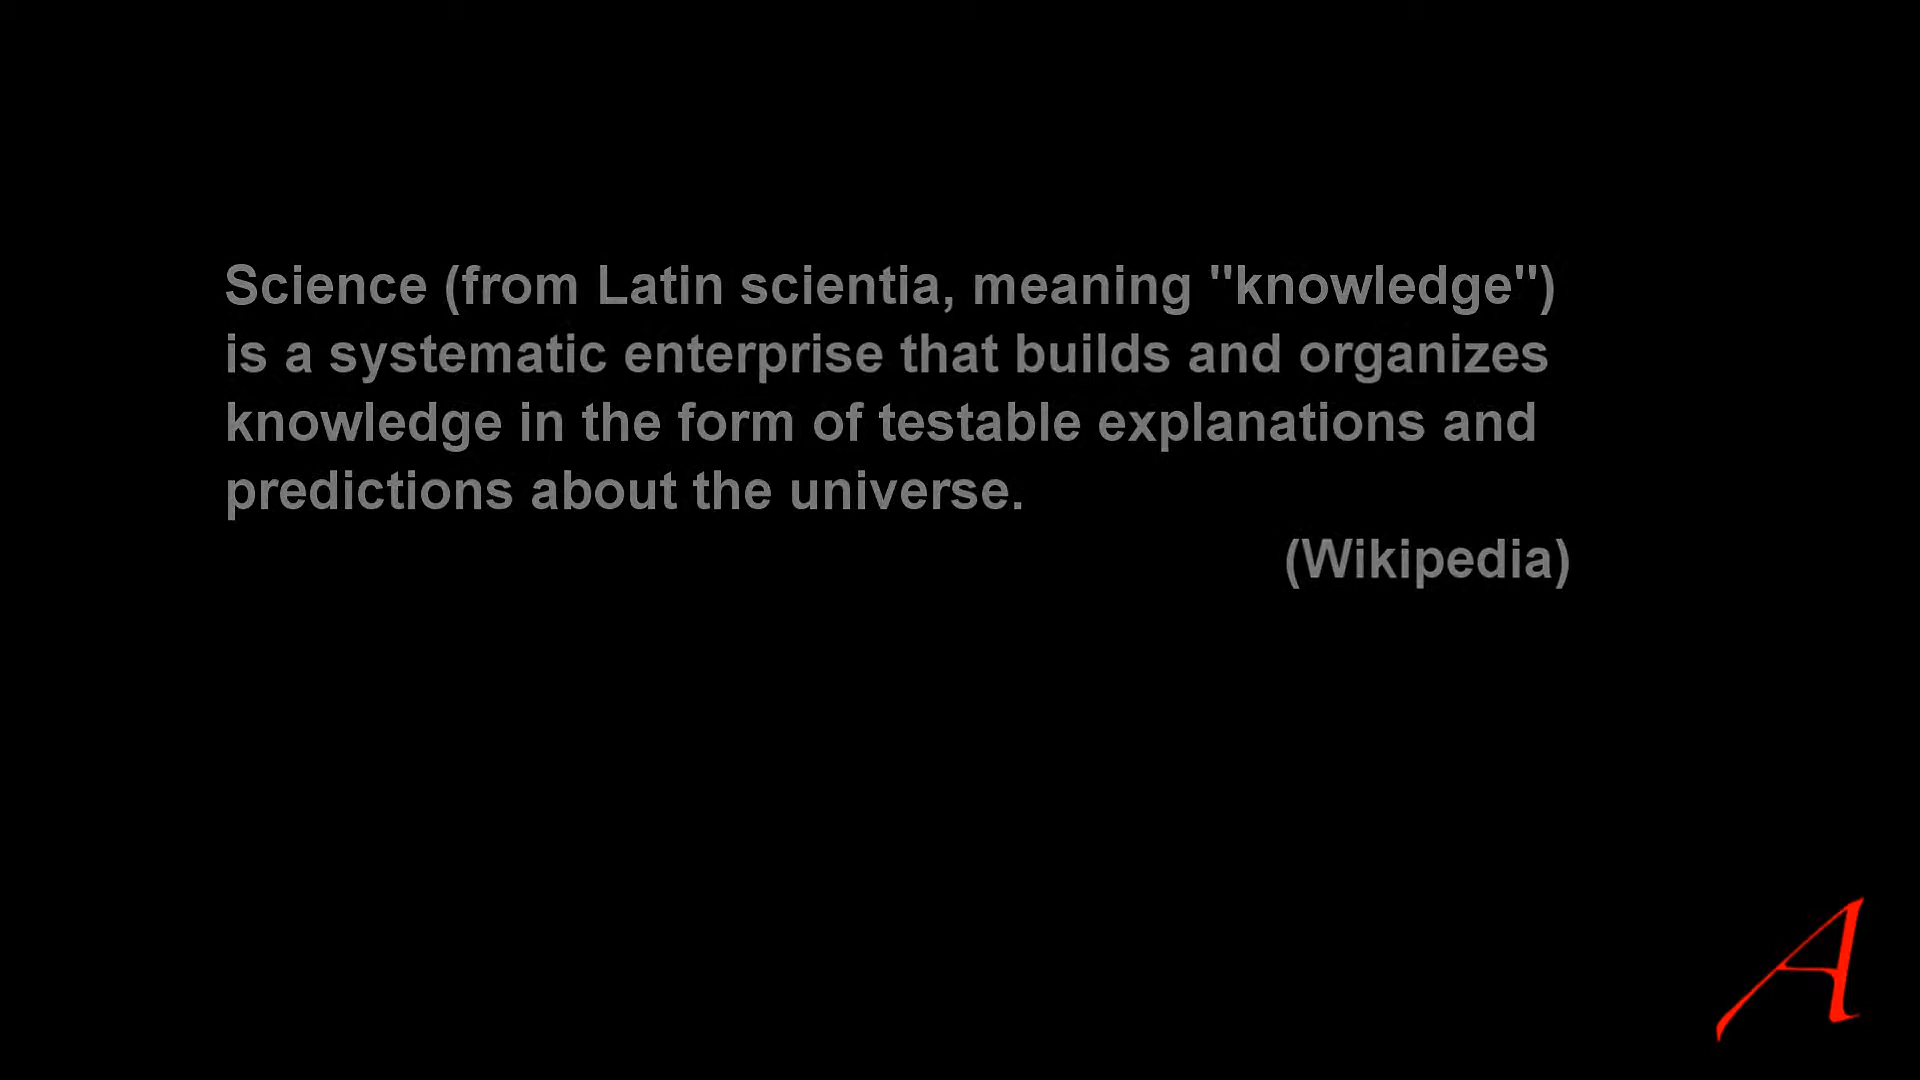 Science (from Latin scientia, meaning "knowledge")
is a systematic enterprise that builds and organizes
knowledge in the form of testable explanations and
predictions about the universe.
(Wikipedia)
A